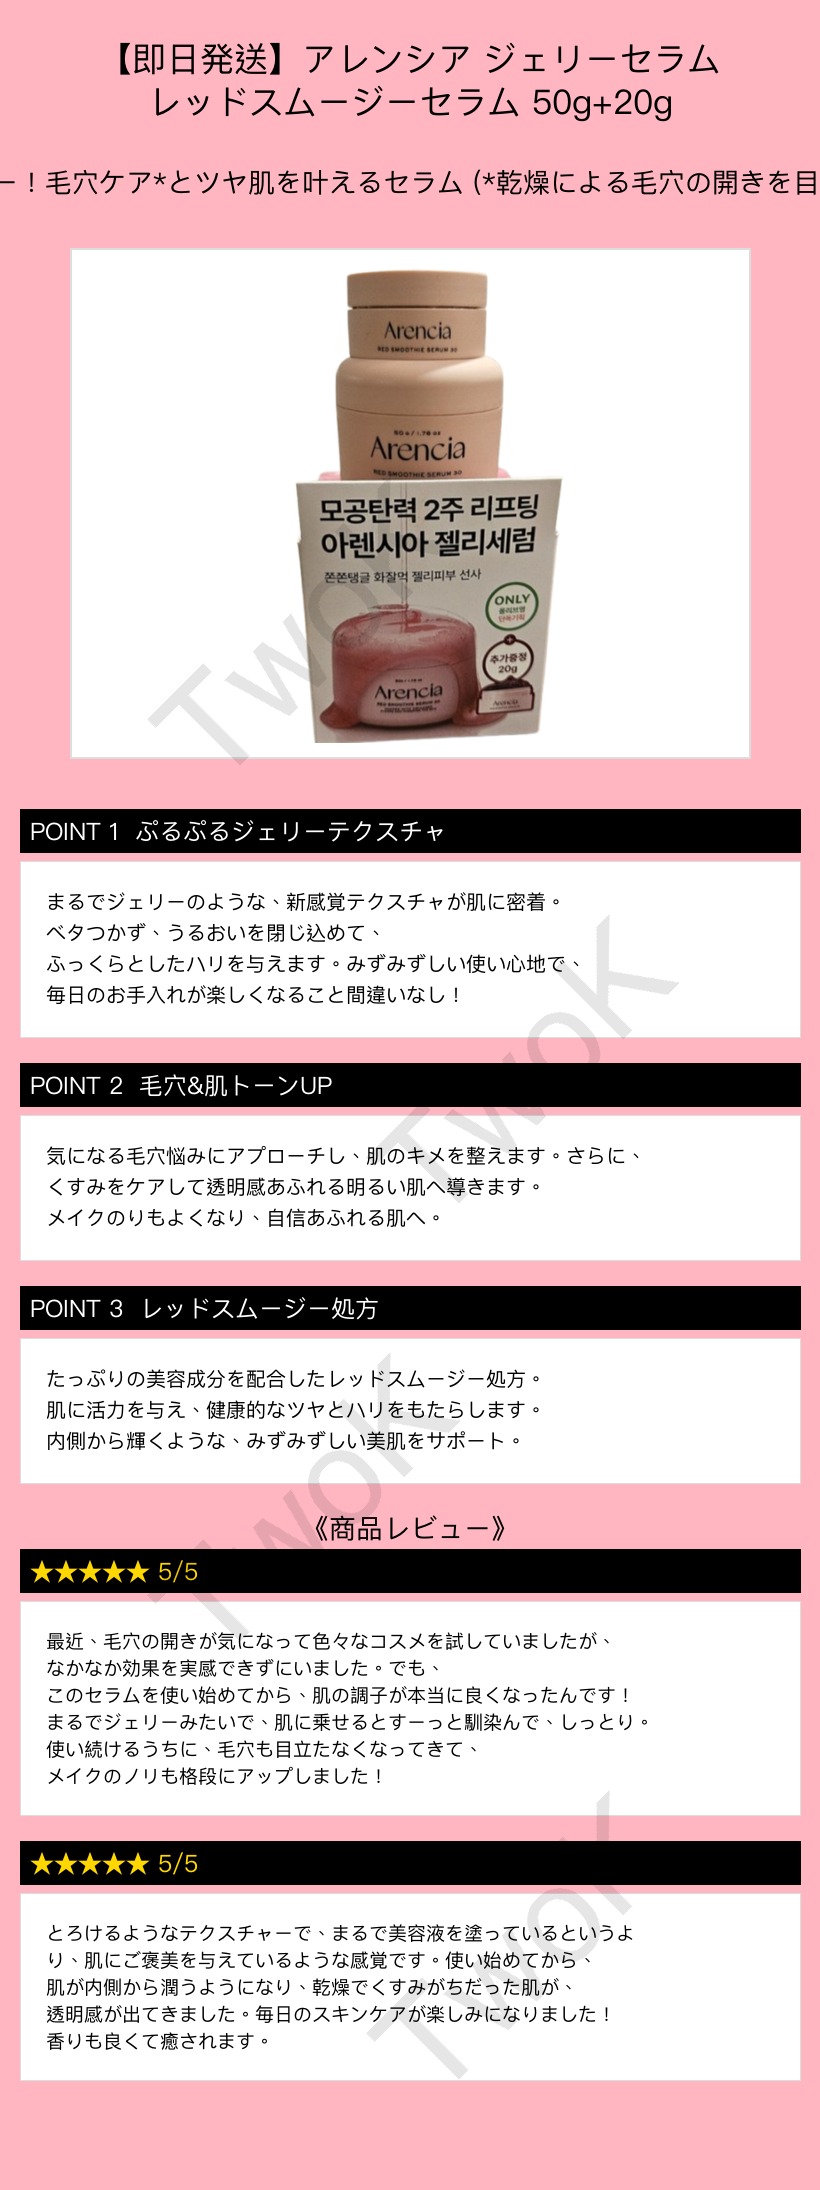 【即日発送】アレンシア ジェリーセラム
レッドスムージーセラム 50g+20g
ー！毛穴ケア*とツヤ肌を叶えるセラム (*乾燥による毛穴の開きを目
Arencia
RED SMOOTHIE SERUM 30
50 g / 1.76 oz
Arencia
RED SMOOTHIE SERUM 30
모공탄력 2주 리프팅
아렌시아 젤리세럼
쫀쫀탱글 화잘먹 젤리피부 선사
ONLY
올리브영
단독기획
+
추가증정
20g
Arencia
RED SMOOTHIE SERUM 30
Arencia
TwoK
POINT 1 ぷるぷるジェリーテクスチャ
まるでジェリーのような、新感覚テクスチャが肌に密着。
ベタつかず、うるおいを閉じ込めて、
ふっくらとしたハリを与えます。みずみずしい使い心地で、
毎日のお手入れが楽しくなること間違いなし！
TwoK
POINT 2 毛穴&肌トーンUP
気になる毛穴悩みにアプローチし、肌のキメを整えます。さらに、
くすみをケアして透明感あふれる明るい肌へ導きます。
メイクのりもよくなり、自信あふれる肌へ。
POINT 3 レッドスムージー処方
たっぷりの美容成分を配合したレッドスムージー処方。
肌に活力を与え、健康的なツヤとハリをもたらします。
内側から輝くような、みずみずしい美肌をサポート。
TwoK
《商品レビュー》
★★★★★ 5/5
最近、毛穴の開きが気になって色々なコスメを試していましたが、
なかなか効果を実感できずにいました。でも、
このセラムを使い始めてから、肌の調子が本当に良くなったんです！
まるでジェリーみたいで、肌に乗せるとすーっと馴染んで、しっとり。
使い続けるうちに、毛穴も目立たなくなってきて、
メイクのノリも格段にアップしました！
★★★★★ 5/5
とろけるようなテクスチャーで、まるで美容液を塗っているというよ
り、肌にご褒美を与えているような感覚です。使い始めてから、
肌が内側から潤うようになり、乾燥でくすみがちだった肌が、
透明感が出てきました。毎日のスキンケアが楽しみになりました！
香りも良くて癒されます。
TwoK